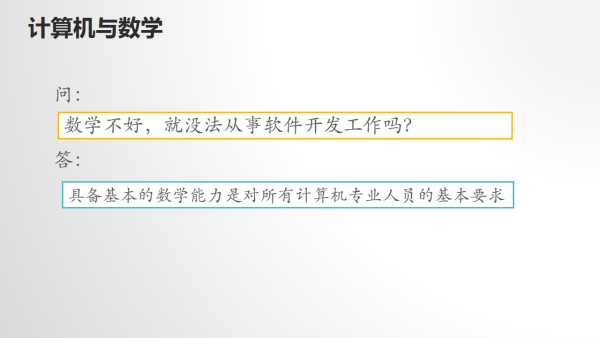 计算机与数学
问：
数学不好，就没法从事软件开发工作吗？
答：
具备基本的数学能力是对所有计算机专业人员的基本要求